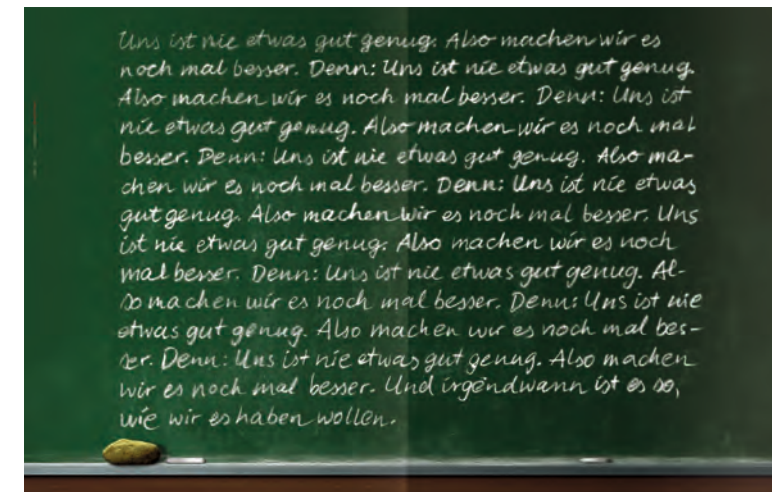 Uns ist nie etwas gut genug. Also machen wir es
noch mal besser. Denn: Uns ist nie etwas gut genug.
Also machen wir es noch mal besser. Denn: Uns ist
nie etwas gut genug. Also machen wir es noch mal
besser. Denn: Uns ist nie etwas gut genug. Also ma-
chen wir es noch mal besser. Denn: Uns ist nie etwas
gut genug. Also machen wir es noch mal besser. Uns
ist nie etwas gut genug. Also machen wir es noch
mal besser. Denn: Uns ist nie etwas gut genug. Al-
so machen wir es noch mal besser. Denn: Uns ist nie
etwas gut genug. Also machen wir es noch mal bes-
ser. Denn: Uns ist nie etwas gut genug. Also machen
wir es noch mal besser. Und irgendwann ist es so,
wie wir es haben wollen.